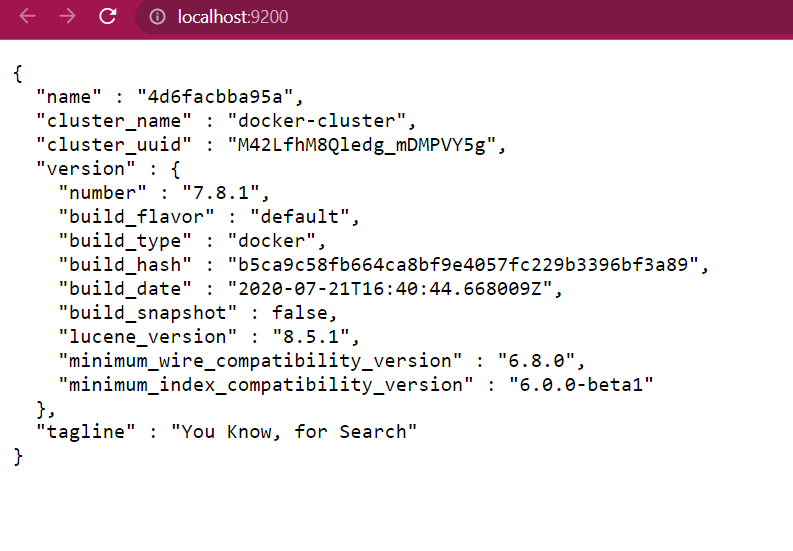 localhost:9200
{
  "name" : "4d6facbba95a",
  "cluster_name" : "docker-cluster",
  "cluster_uuid" : "M42LfhM8Qledg_mDMPVY5g",
  "version" : {
    "number" : "7.8.1",
    "build_flavor" : "default",
    "build_type" : "docker",
    "build_hash" : "b5ca9c58fb664ca8bf9e4057fc229b3396bf3a89",
    "build_date" : "2020-07-21T16:40:44.668009Z",
    "build_snapshot" : false,
    "lucene_version" : "8.5.1",
    "minimum_wire_compatibility_version" : "6.8.0",
    "minimum_index_compatibility_version" : "6.0.0-beta1"
  },
  "tagline" : "You Know, for Search"
}